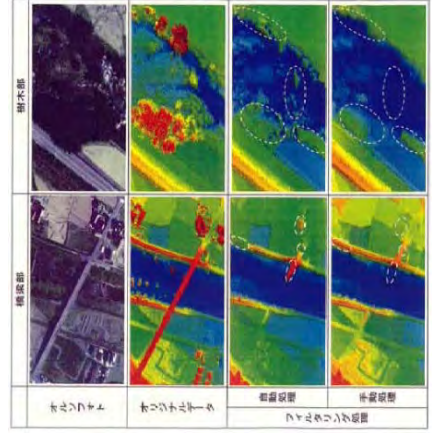 橋梁部
樹木部
オルソフォト
オリジナルデータ
フィルタリング処理
自動処理
手動処理